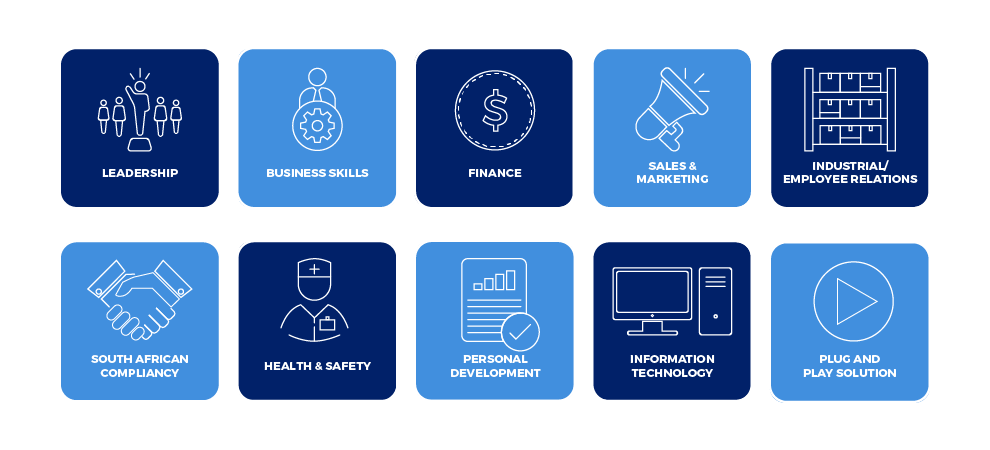 LEADERSHIP
BUSINESS SKILLS
FINANCE
SALES &
MARKETING
INDUSTRIAL/
EMPLOYEE RELATIONS
SOUTH AFRICAN
COMPLIANCY
HEALTH & SAFETY
PERSONAL
DEVELOPMENT
INFORMATION
TECHNOLOGY
PLUG AND
PLAY SOLUTION